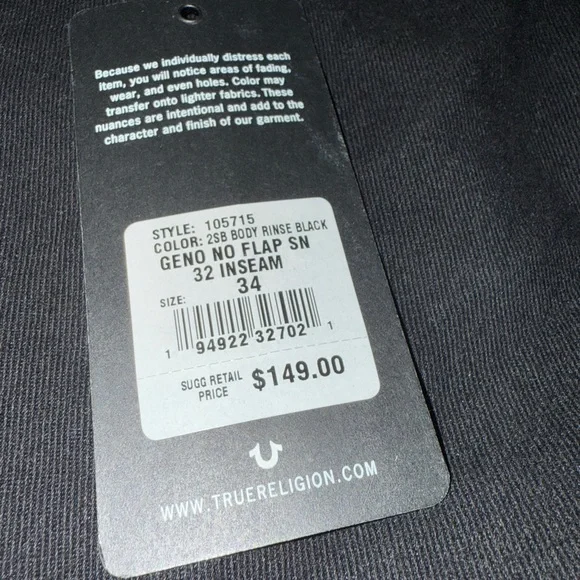 Because we individually distress each
item, you will notice areas of fading,
wear, and even holes. Color may
transfer onto lighter fabrics. These
nuances are intentional and add to the
character and finish of our garment.
STYLE: 105715
COLOR: 2SB BODY RINSE BLACK
GENO NO FLAP SN
32 INSEAM
SIZE: 34
1 94922 32702 1
SUGG RETAIL PRICE $149.00
WWW.TRUERELIGION.COM